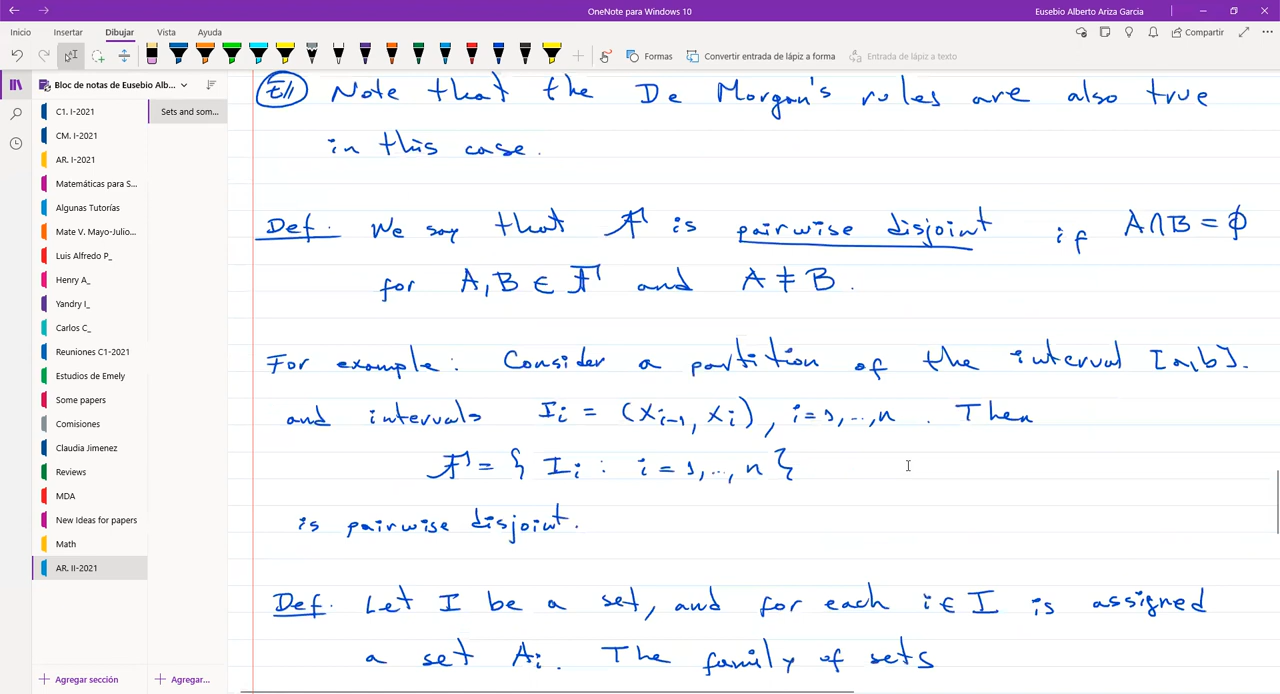 OneNote para Windows 10
Eusebio Alberto Ariza Garcia
Inicio Insertar Dibujar Vista Ayuda
Compartir
Formas Convertir entrada de lápiz a forma Entrada de lápiz a texto
Bloc de notas de Eusebio Alb...
C1. I-2021
CM. I-2021
AR. I-2021
Matemáticas para S...
Algunas Tutorías
Mate V. Mayo-Julio...
Luis Alfredo P_
Henry A_
Yandry I_
Carlos C_
Reuniones C1-2021
Estudios de Emely
Some papers
Comisiones
Claudia Jimenez
Reviews
MDA
New Ideas for papers
Math
AR. II-2021
Agregar sección
Sets and som...
Agregar...
Note that the De Morgan's rules are also true
in this case.
Def. We say that F is pairwise disjoint if A∩B = ϕ
for A, B ∈ F and A ≠ B.
For example: Consider a partition of the interval [a,b].
and intervals Ii = (xi-1, xi), i=1,...,n. Then
F = { Ii : i=1,...,n }
is pairwise disjoint.
Def. Let I be a set, and for each i∈I is assigned
a set Ai. The family of sets